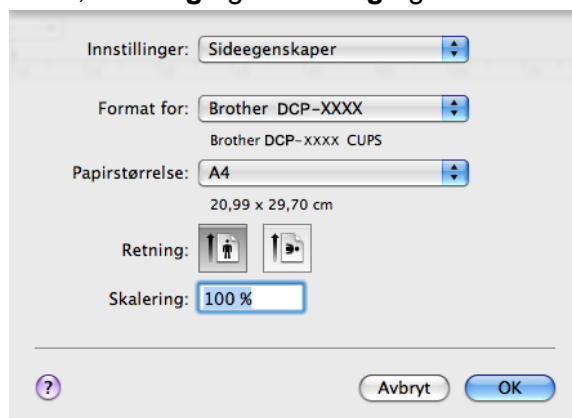 Innstillinger: Sideegenskaper
Format for: Brother DCP-XXXX
Brother DCP-XXXX CUPS
Papirstørrelse: A4
20,99 x 29,70 cm
Retning:
Skalering: 100 %
? Avbryt OK